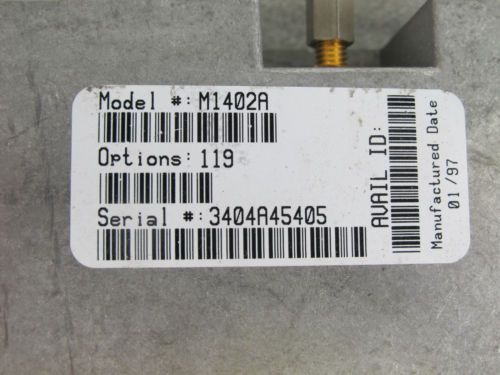 Model #: M1402A
Options: 119
Serial #: 3404A45405
AVAIL ID:
Manufactured Date
01/97